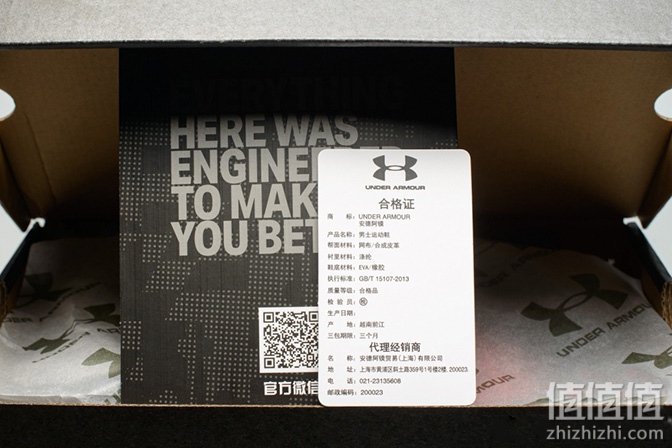 EVERYTHING
HERE WAS
ENGINEERED
TO MAK
YOU BET
官方微信
UNDER ARMOUR
合格证
商 标: UNDER ARMOUR
安德阿镆
产品名称: 男士运动鞋
帮面材料: 网布/合成皮革
衬里材料: 涤纶
鞋底材料: EVA/橡胶
执行标准: GB/T 15107-2013
质量等级: 合格品
检 验 员: 检
生产日期:
产 地: 越南前江
三包期限: 三个月
代理经销商
名 称: 安德阿镆贸易(上海)有限公司
地 址: 上海市黄浦区斜土路359号1号楼2楼. 200023
电 话: 021-23135608
邮政编码: 200023
UNDER ARMOUR
值值值
zhizhizhi.com